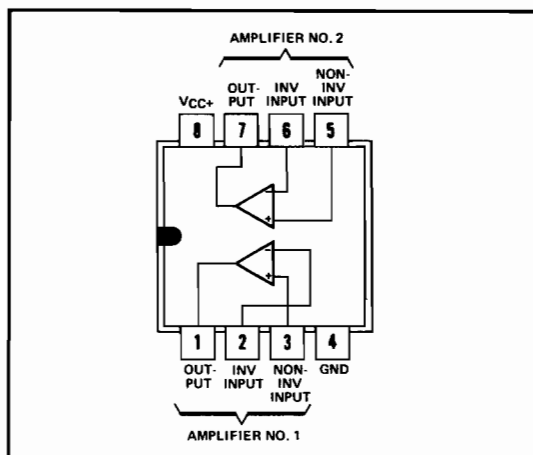 AMPLIFIER NO. 2
OUT-
PUT
INV
INPUT
NON-
INV
INPUT
VCC+
8
7
6
5
-
+
-
+
1
2
3
4
OUT-
PUT
INV
INPUT
NON-
INV
INPUT
GND
AMPLIFIER NO. 1